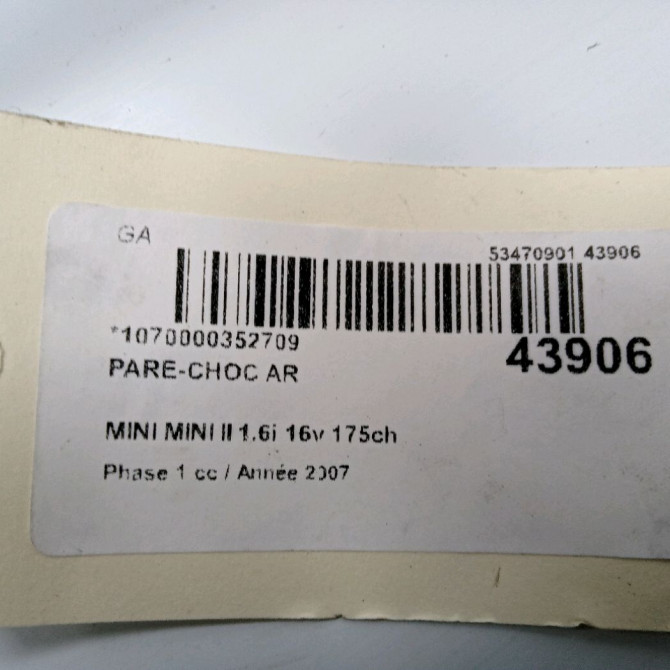 GA
53470901 43906
*1070000352709
43906
PARE-CHOC AR
MINI MINI II 1.6i 16v 175ch
Phase 1 cc / Année 2007